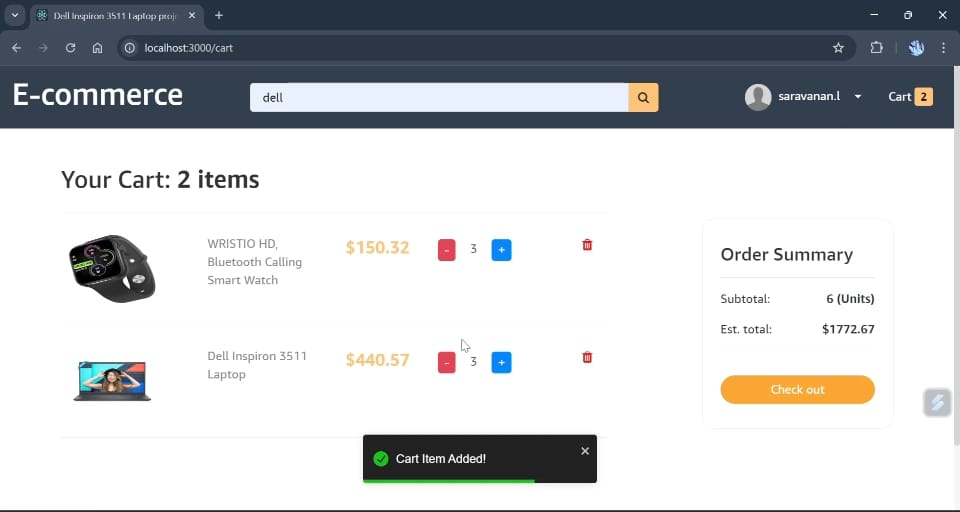 Dell Inspiron 3511 Laptop proj
localhost:3000/cart
E-commerce
dell
saravanan.l
Cart 2
Your Cart: 2 items
WRISTIO HD,
Bluetooth Calling
Smart Watch
$150.32
- 3 +
Dell Inspiron 3511
Laptop
$440.57
- 3 +
Order Summary
Subtotal: 6 (Units)
Est. total: $1772.67
Check out
Cart Item Added!